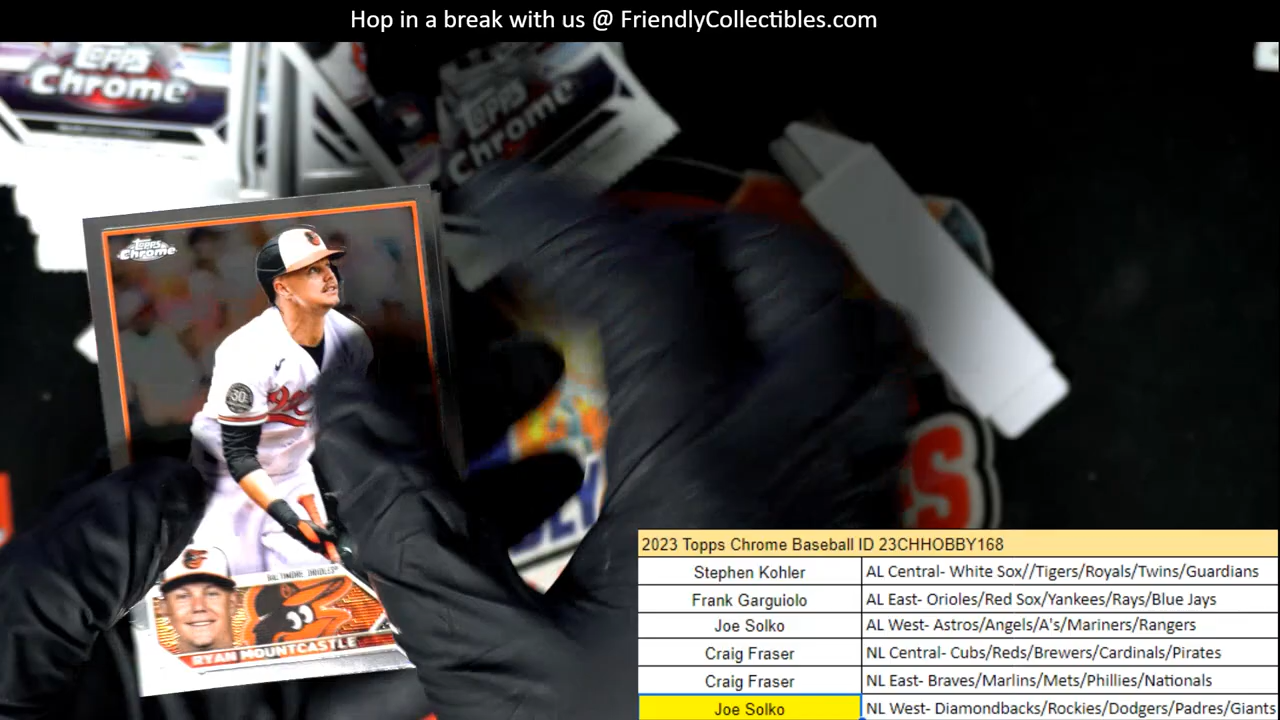 Hop in a break with us @ FriendlyCollectibles.com
Topps
Chrome
Topps
Chrome
Topps
Chrome
30
BALTIMORE ORIOLES
RYAN MOUNTCASTLE
2023 Topps Chrome Baseball ID 23CHHOBBY168
Stephen Kohler AL Central- White Sox//Tigers/Royals/Twins/Guardians
Frank Garguiolo AL East- Orioles/Red Sox/Yankees/Rays/Blue Jays
Joe Solko AL West- Astros/Angels/A's/Mariners/Rangers
Craig Fraser NL Central- Cubs/Reds/Brewers/Cardinals/Pirates
Craig Fraser NL East- Braves/Marlins/Mets/Phillies/Nationals
Joe Solko NL West- Diamondbacks/Rockies/Dodgers/Padres/Giants